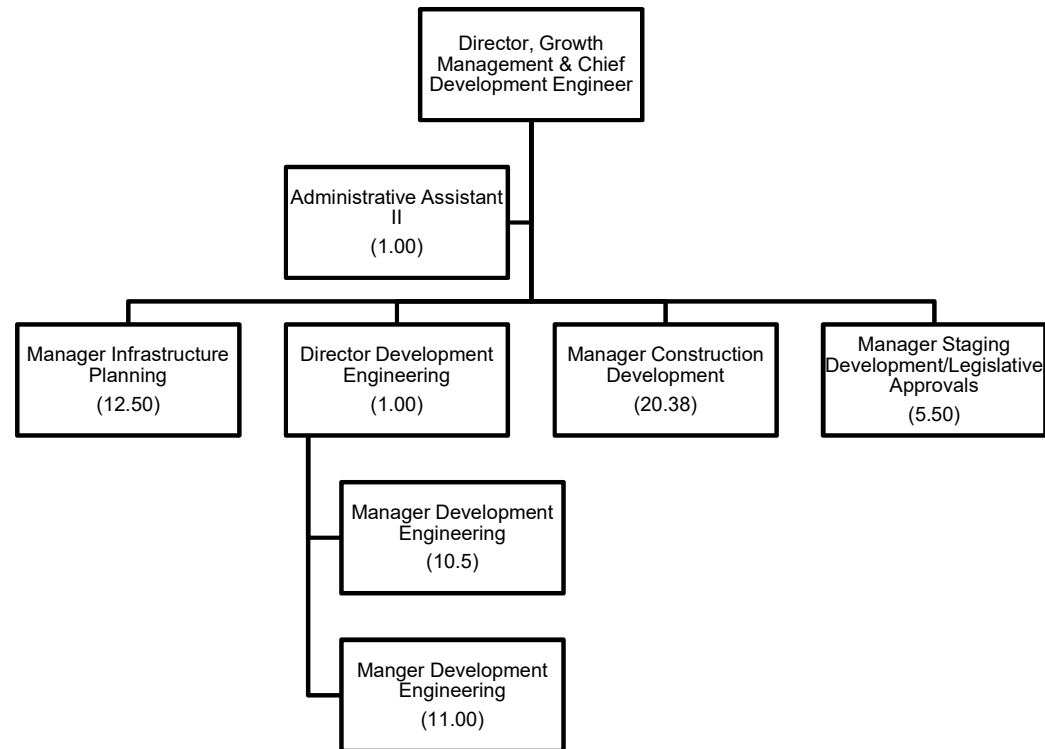 Director, Growth
Management & Chief
Development Engineer
Administrative Assistant
II
(1.00)
Manager Infrastructure
Planning
(12.50)
Director Development
Engineering
(1.00)
Manager Construction
Development
(20.38)
Manager Staging
Development/Legislative
Approvals
(5.50)
Manager Development
Engineering
(10.5)
Manger Development
Engineering
(11.00)